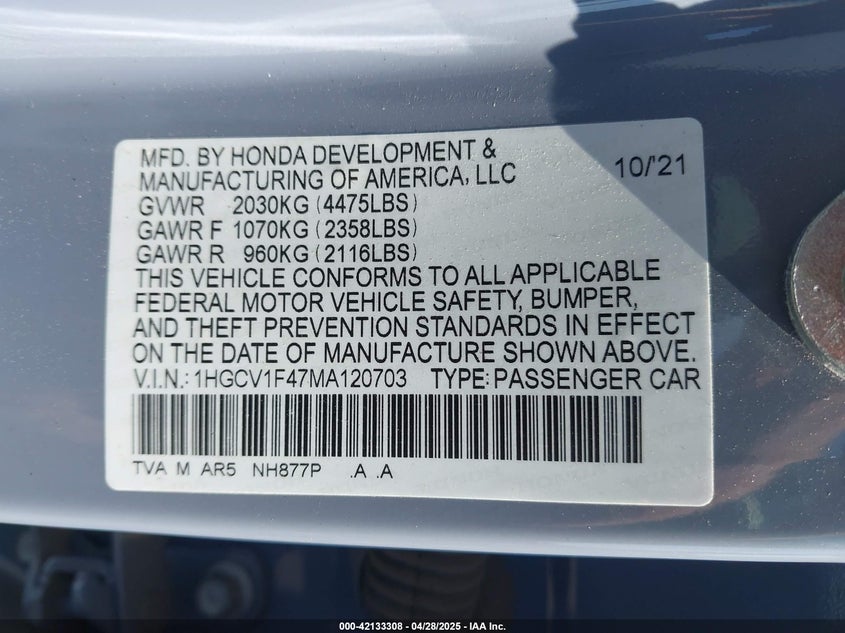 MFD. BY HONDA DEVELOPMENT &
MANUFACTURING OF AMERICA, LLC 10/'21
GVWR 2030KG (4475LBS)
GAWR F 1070KG (2358LBS)
GAWR R 960KG (2116LBS)
THIS VEHICLE CONFORMS TO ALL APPLICABLE
FEDERAL MOTOR VEHICLE SAFETY, BUMPER,
AND THEFT PREVENTION STANDARDS IN EFFECT
ON THE DATE OF MANUFACTURE SHOWN ABOVE.
V.I.N.: 1HGCV1F47MA120703 TYPE: PASSENGER CAR
TVA M AR5 NH877P .A .A
000-42133308 - 04/28/2025 - IAA Inc.